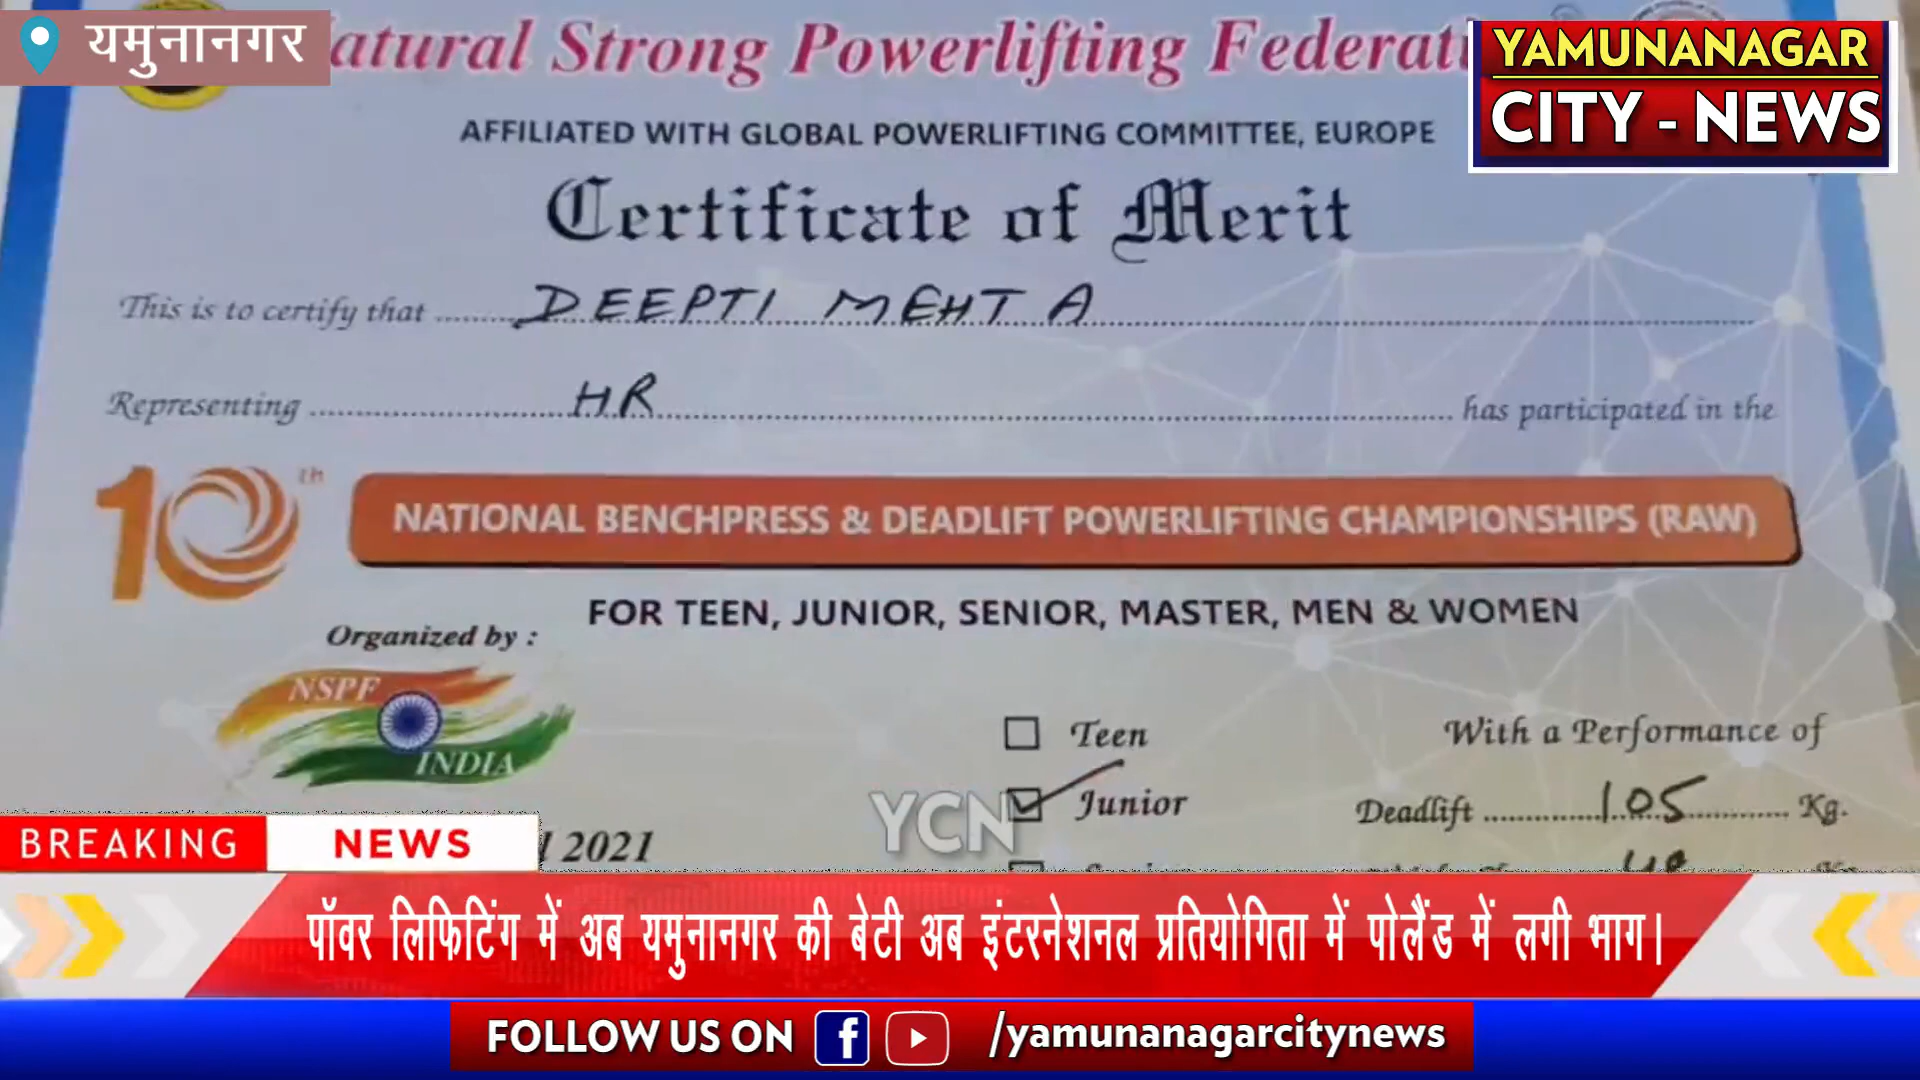 यमुनानगर
Natural Strong Powerlifting
YAMUNANAGAR
CITY - NEWS
AFFILIATED WITH GLOBAL POWERLIFTING COMMITTEE, EUROPE
Certificate of Merit
This is to certify that DEEPTI MEHTA
Representing HR has participated in the
10th NATIONAL BENCHPRESS & DEADLIFT POWERLIFTING CHAMPIONSHIPS (RAW)
FOR TEEN, JUNIOR, SENIOR, MASTER, MEN & WOMEN
Organized by :
NSPF
INDIA
Teen
With a Performance of
Junior
Deadlift 105 Kg.
YCN
2021
BREAKING NEWS
पॉवर लिफिटिंग में अब यमुनानगर की बेटी अब इंटरनेशनल प्रतियोगिता में पोलैंड में लगी भाग|
FOLLOW US ON /yamunanagarcitynews